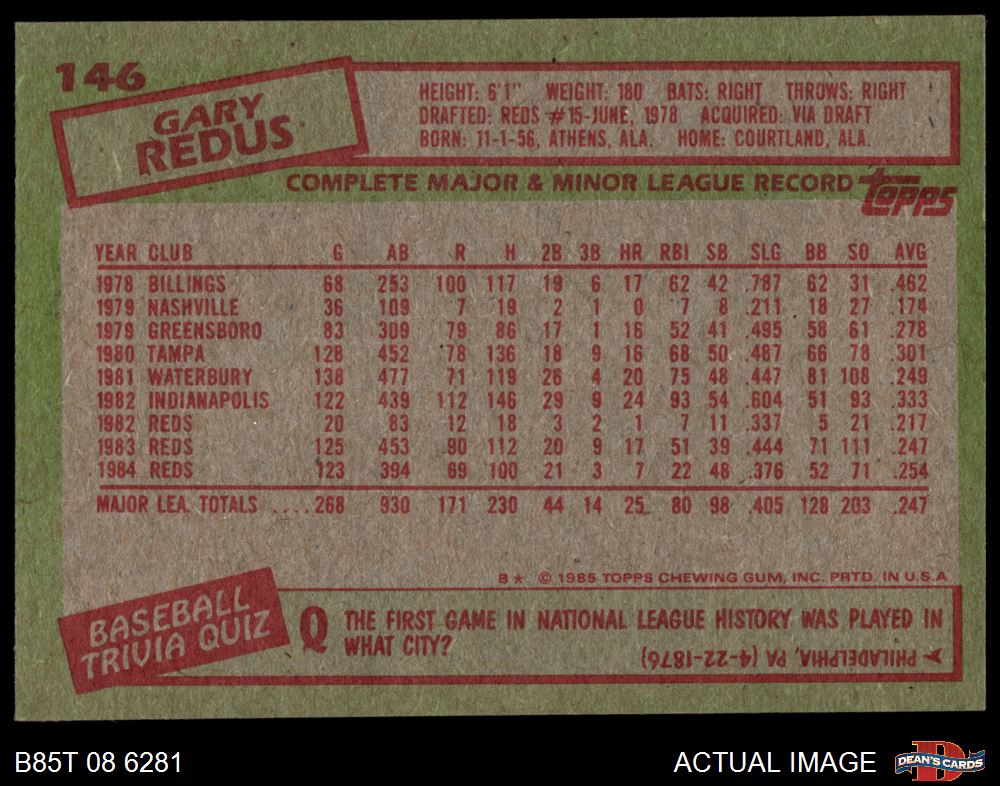 146
GARY
REDUS
HEIGHT: 6'1" WEIGHT: 180 BATS: RIGHT THROWS: RIGHT
DRAFTED: REDS #15-JUNE, 1978 ACQUIRED: VIA DRAFT
BORN: 11-1-56, ATHENS, ALA. HOME: COURTLAND, ALA.
COMPLETE MAJOR & MINOR LEAGUE RECORD
topps
YEAR CLUB G AB R H 2B 3B HR RBI SB SLG BB SO AVG
1978 BILLINGS 68 253 100 117 19 6 17 62 42 .787 62 31 .462
1979 NASHVILLE 36 109 7 19 2 1 0 7 8 .211 18 27 .174
1979 GREENSBORO 83 309 79 86 17 1 16 52 41 .495 58 61 .278
1980 TAMPA 128 452 78 136 18 9 16 68 50 .487 66 78 .301
1981 WATERBURY 138 477 71 119 26 4 20 75 48 .447 81 108 .249
1982 INDIANAPOLIS 122 439 112 146 29 9 24 93 54 .604 51 93 .333
1982 REDS 20 83 12 18 3 2 1 7 11 .337 5 21 .217
1983 REDS 125 453 90 112 20 9 17 51 39 .444 71 111 .247
1984 REDS 123 394 69 100 21 3 7 22 48 .376 52 71 .254
MAJOR LEA. TOTALS ....268 930 171 230 44 14 25 80 98 .405 128 203 .247
B★ © 1985 TOPPS CHEWING GUM, INC. PRTD. IN U.S.A
BASEBALL
TRIVIA QUIZ
Q THE FIRST GAME IN NATIONAL LEAGUE HISTORY WAS PLAYED IN
WHAT CITY?
PHILADELPHIA, PA (4-22-1876)
B85T 08 6281
ACTUAL IMAGE
D
DEAN'S CARDS